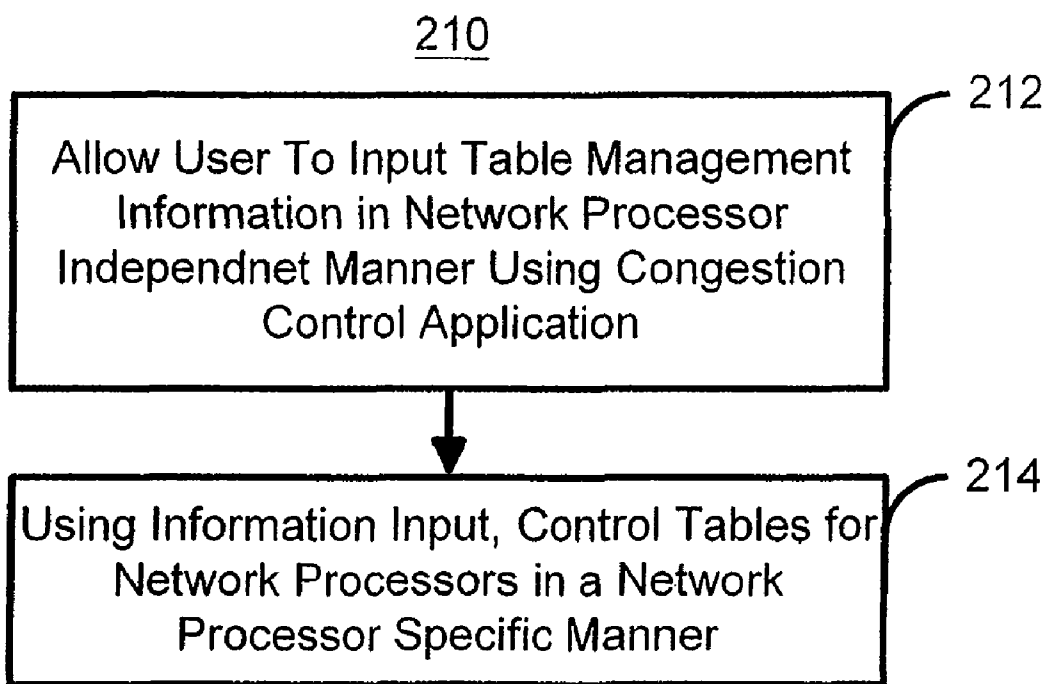 210
212
Allow User To Input Table Management
Information in Network Processor
Independnet Manner Using Congestion
Control Application
214
Using Information Input, Control Tables for
Network Processors in a Network
Processor Specific Manner